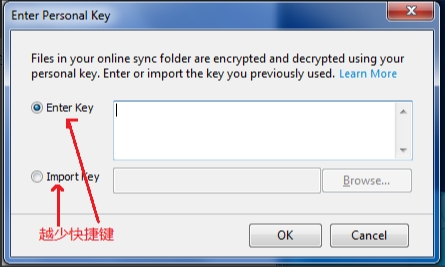 Enter Personal Key
Files in your online sync folder are encrypted and decrypted using your
personal key. Enter or import the key you previously used. Learn More
Enter Key
Import Key
Browse...
越少快捷键
OK
Cancel